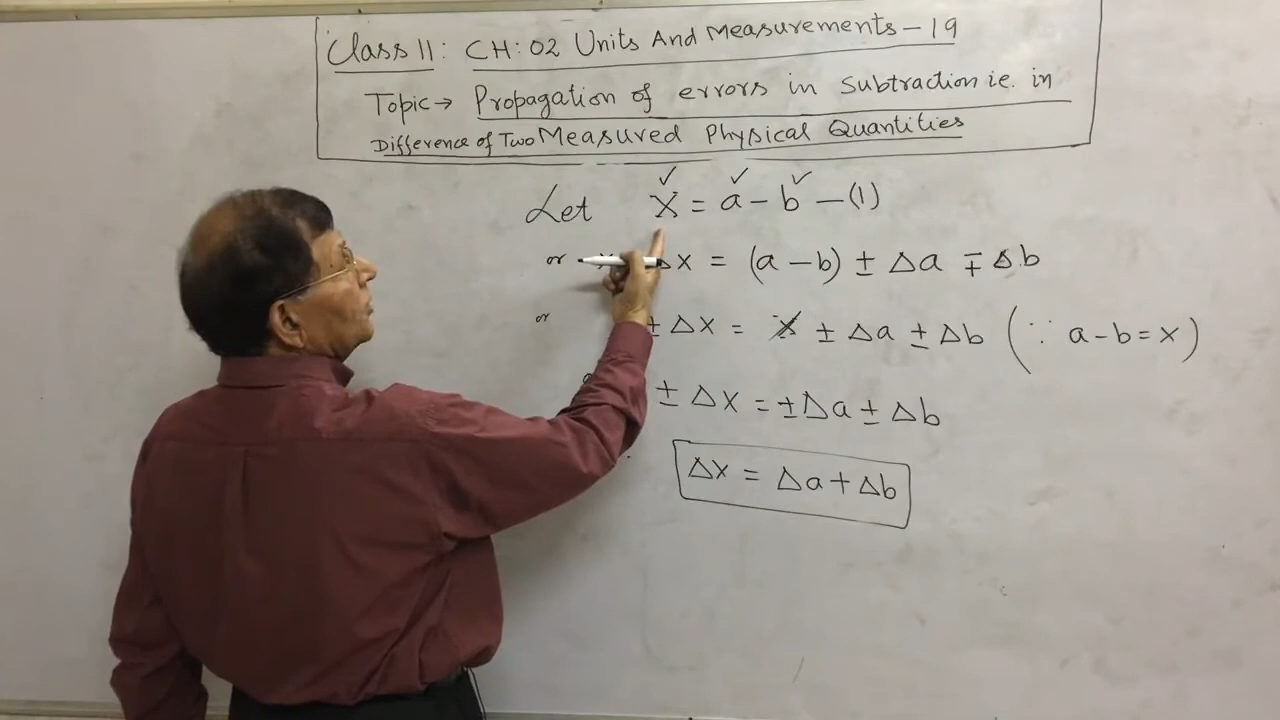 Class 11: CH: 02 Units And Measurements - 19
Topic → Propagation of errors in Subtraction ie. in
Difference of Two Measured Physical Quantities
Let x = a - b - (1)
or Δx = (a - b) ± Δa ∓ Δb
or ± Δx = x ± Δa ± Δb (∵ a - b = x)
± Δx = ± Δa ± Δb
Δx = Δa + Δb